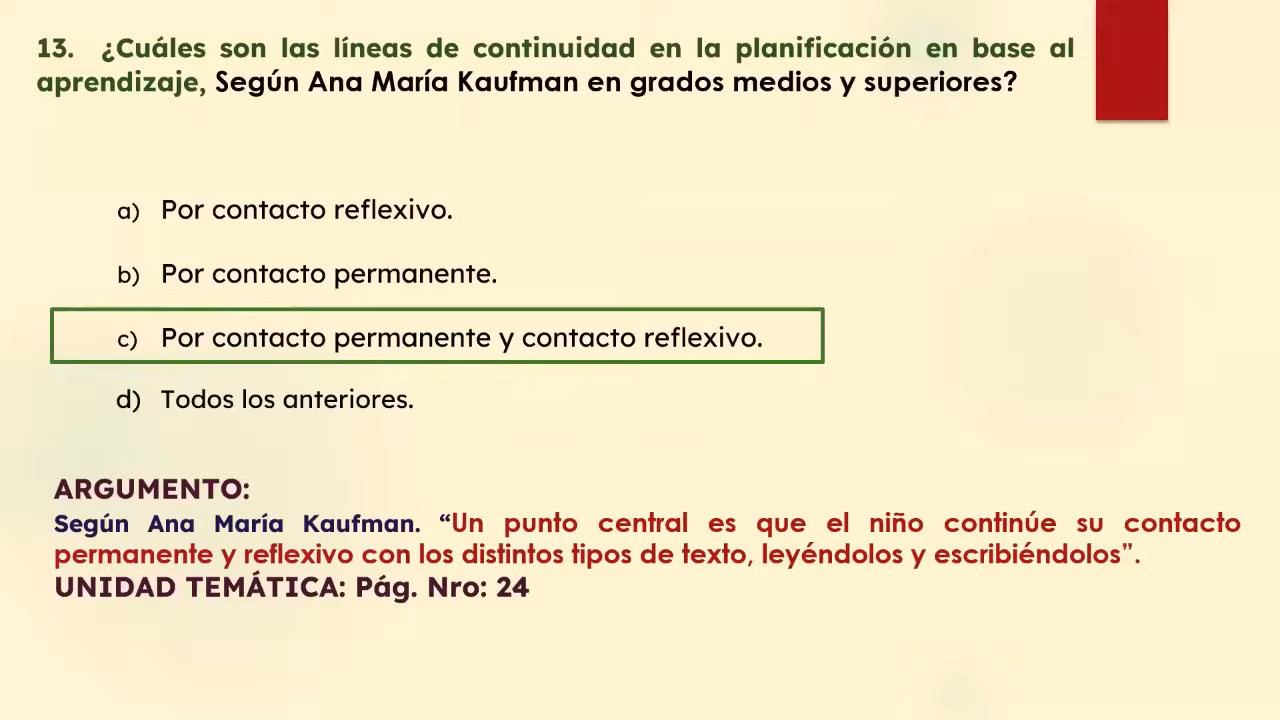 13. ¿Cuáles son las líneas de continuidad en la planificación en base al
aprendizaje, Según Ana María Kaufman en grados medios y superiores?
a) Por contacto reflexivo.
b) Por contacto permanente.
c) Por contacto permanente y contacto reflexivo.
d) Todos los anteriores.
ARGUMENTO:
Según Ana María Kaufman. “Un punto central es que el niño continúe su contacto
permanente y reflexivo con los distintos tipos de texto, leyéndolos y escribiéndolos”.
UNIDAD TEMÁTICA: Pág. Nro: 24